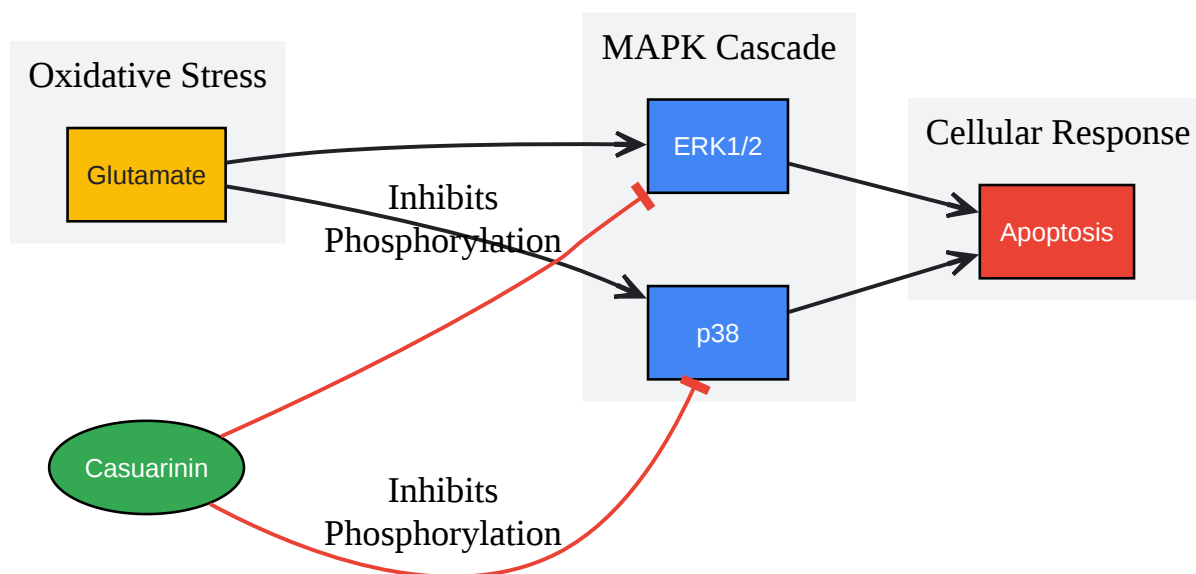 Oxidative Stress
Glutamate
MAPK Cascade
ERK1/2
p38
Cellular Response
Apoptosis
Inhibits
Phosphorylation
Casuarinin
Inhibits
Phosphorylation